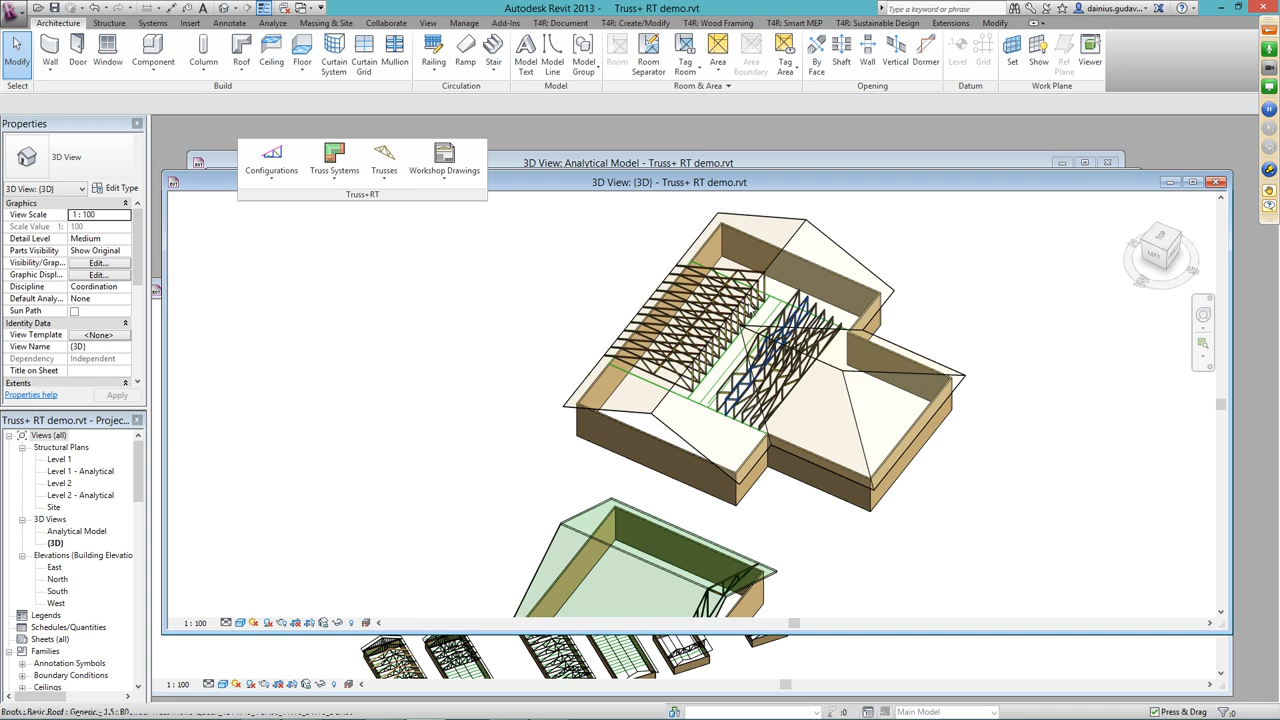 Autodesk Revit 2013 - Truss+ RT demo.rvt
Type a keyword or phrase
dainius.gudav...
Architecture Structure Systems Insert Annotate Analyze Massing & Site Collaborate View Manage Add-Ins T4R: Document T4R: Create/Modify T4R: Wood Framing T4R: Smart MEP T4R: Sustainable Design Extensions Modify
Modify Wall Door Window Component Column Roof Ceiling Floor Curtain System Curtain Grid Mullion Railing Ramp Stair Model Text Model Line Model Group Room Room Separator Tag Room Area Area Boundary Tag Area By Face Shaft Wall Vertical Dormer Level Grid Set Show Ref Plane Viewer
Select Build Circulation Model Room & Area Opening Datum Work Plane
Properties
3D View
3D View: {3D} Edit Type
Graphics
View Scale 1 : 100
Scale Value 1: 100
Detail Level Medium
Parts Visibility Show Original
Visibility/Grap... Edit...
Graphic Displ... Edit...
Discipline Coordination
Default Analy... None
Sun Path
Identity Data
View Template <None>
View Name {3D}
Dependency Independent
Title on Sheet
Extents
Properties help Apply
Truss+ RT demo.rvt - Projec...
Views (all)
Structural Plans
Level 1
Level 1 - Analytical
Level 2
Level 2 - Analytical
Site
3D Views
Analytical Model
{3D}
Elevations (Building Elevatio
East
North
South
West
Legends
Schedules/Quantities
Sheets (all)
Families
Annotation Symbols
Boundary Conditions
Ceilings
3D View: Analytical Model - Truss+ RT demo.rvt
3D View: {3D} - Truss+ RT demo.rvt
Configurations Truss Systems Trusses Workshop Drawings
Truss+RT
TOP
LEFT
1 : 100
1 : 100
:0 Main Model Press & Drag :0